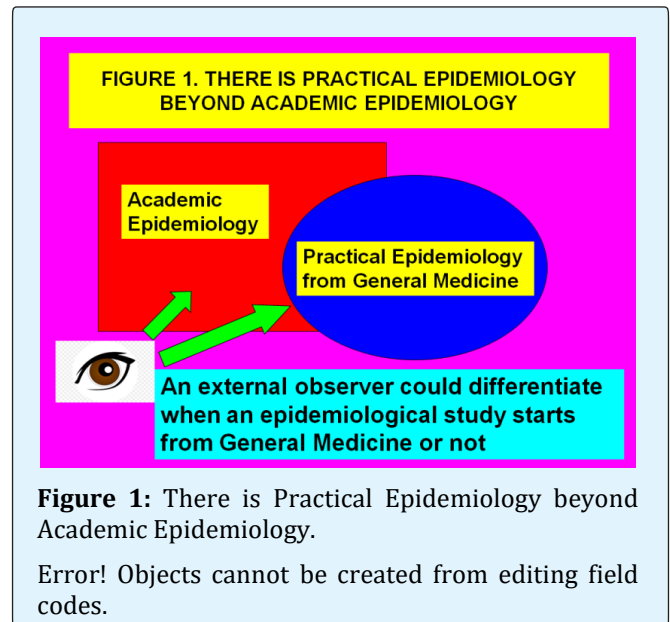 FIGURE 1. THERE IS PRACTICAL EPIDEMIOLOGY
BEYOND ACADEMIC EPIDEMIOLOGY
Academic
Epidemiology
Practical Epidemiology
from General Medicine
An external observer could differentiate
when an epidemiological study starts
from General Medicine or not
Figure 1: There is Practical Epidemiology beyond
Academic Epidemiology.
Error! Objects cannot be created from editing field
codes.